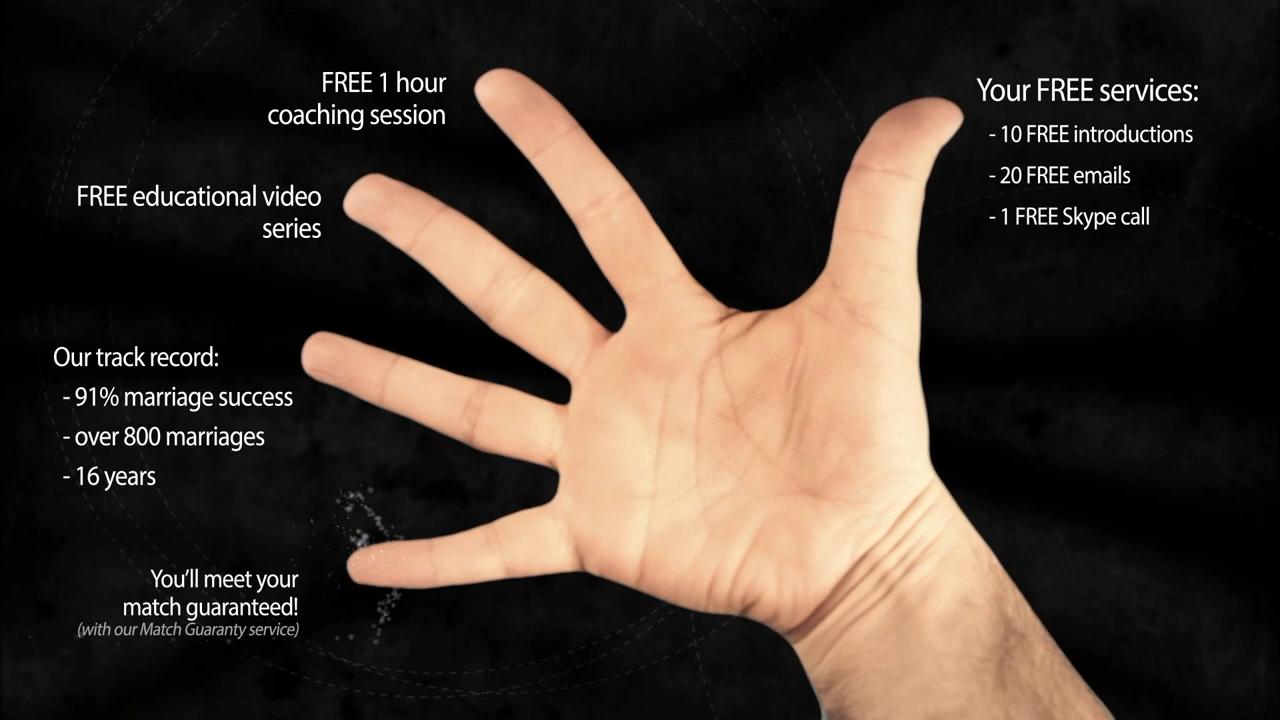 FREE 1 hour
coaching session
FREE educational video
series
Our track record:
- 91% marriage success
- over 800 marriages
- 16 years
You'll meet your
match guaranteed!
(with our Match Guaranty service)
Your FREE services:
- 10 FREE introductions
- 20 FREE emails
- 1 FREE Skype call